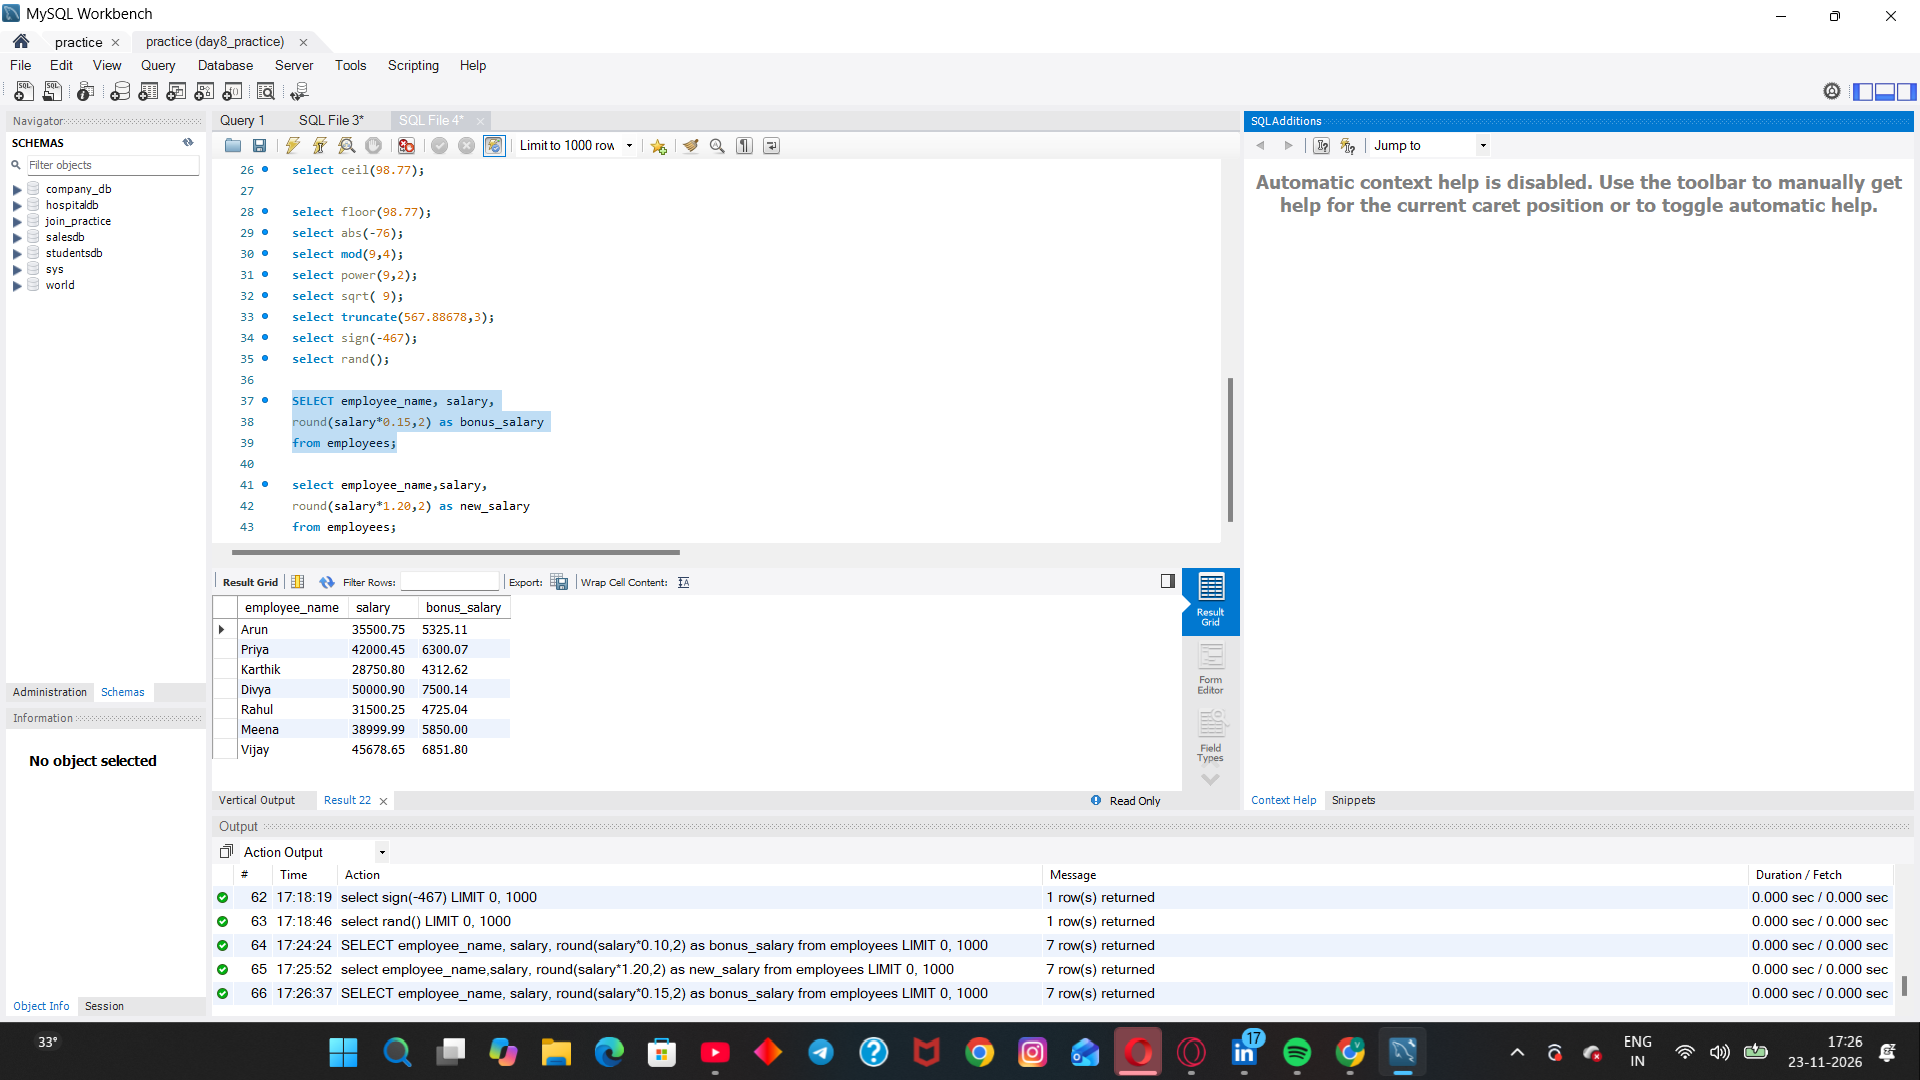 MySQL Workbench
practice
practice (day8_practice)
File Edit View Query Database Server Tools Scripting Help
Navigator
SCHEMAS
Filter objects
company_db
hospitaldb
join_practice
salesdb
studentsdb
sys
world
Administration Schemas
Information
No object selected
Object Info Session
Query 1 SQL File 3* SQL File 4*
Limit to 1000 row
26 select ceil(98.77);
27
28 select floor(98.77);
29 select abs(-76);
30 select mod(9,4);
31 select power(9,2);
32 select sqrt( 9);
33 select truncate(567.88678,3);
34 select sign(-467);
35 select rand();
36
37 SELECT employee_name, salary,
38 round(salary*0.15,2) as bonus_salary
39 from employees;
40
41 select employee_name,salary,
42 round(salary*1.20,2) as new_salary
43 from employees;
Result Grid Filter Rows: Export: Wrap Cell Content:
employee_name salary bonus_salary
Arun 35500.75 5325.11
Priya 42000.45 6300.07
Karthik 28750.80 4312.62
Divya 50000.90 7500.14
Rahul 31500.25 4725.04
Meena 38999.99 5850.00
Vijay 45678.65 6851.80
Result Grid
Form Editor
Field Types
Vertical Output Result 22 Read Only
SQLAdditions
Jump to
Automatic context help is disabled. Use the toolbar to manually get
help for the current caret position or to toggle automatic help.
Context Help Snippets
Output
Action Output
# Time Action Message Duration / Fetch
62 17:18:19 select sign(-467) LIMIT 0, 1000 1 row(s) returned 0.000 sec / 0.000 sec
63 17:18:46 select rand() LIMIT 0, 1000 1 row(s) returned 0.000 sec / 0.000 sec
64 17:24:24 SELECT employee_name, salary, round(salary*0.10,2) as bonus_salary from employees LIMIT 0, 1000 7 row(s) returned 0.000 sec / 0.000 sec
65 17:25:52 select employee_name,salary, round(salary*1.20,2) as new_salary from employees LIMIT 0, 1000 7 row(s) returned 0.000 sec / 0.000 sec
66 17:26:37 SELECT employee_name, salary, round(salary*0.15,2) as bonus_salary from employees LIMIT 0, 1000 7 row(s) returned 0.000 sec / 0.000 sec
33°
17
ENG
IN
17:26
23-11-2026